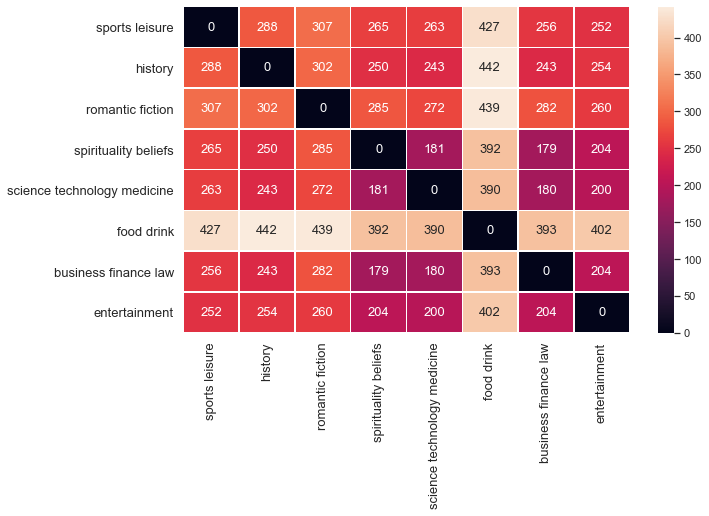 sports leisure 0 288 307 265 263 427 256 252
history 288 0 302 250 243 442 243 254
romantic fiction 307 302 0 285 272 439 282 260
spirituality beliefs 265 250 285 0 181 392 179 204
science technology medicine 263 243 272 181 0 390 180 200
food drink 427 442 439 392 390 0 393 402
business finance law 256 243 282 179 180 393 0 204
entertainment 252 254 260 204 200 402 204 0
sports leisure
history
romantic fiction
spirituality beliefs
science technology medicine
food drink
business finance law
entertainment
400
350
300
250
200
150
100
50
0